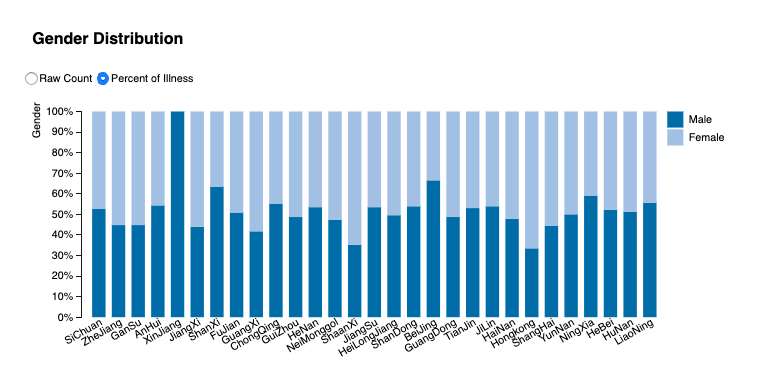 Gender Distribution
Raw Count
Percent of Illness
Gender
100%
90%
80%
70%
60%
50%
40%
30%
20%
10%
0%
SiChuan
ZheJiang
GanSu
AnHui
XinJiang
JiangXi
ShanXi
FuJian
GuangXi
ChongQing
GuiZhou
HeNan
NeiMonggol
ShaanXi
JiangSu
HeiLongJiang
ShanDong
BeiJing
GuangDong
TianJin
JiLin
HaiNan
HongKong
ShangHai
YunNan
NingXia
HeBei
HuNan
LiaoNing
Male
Female